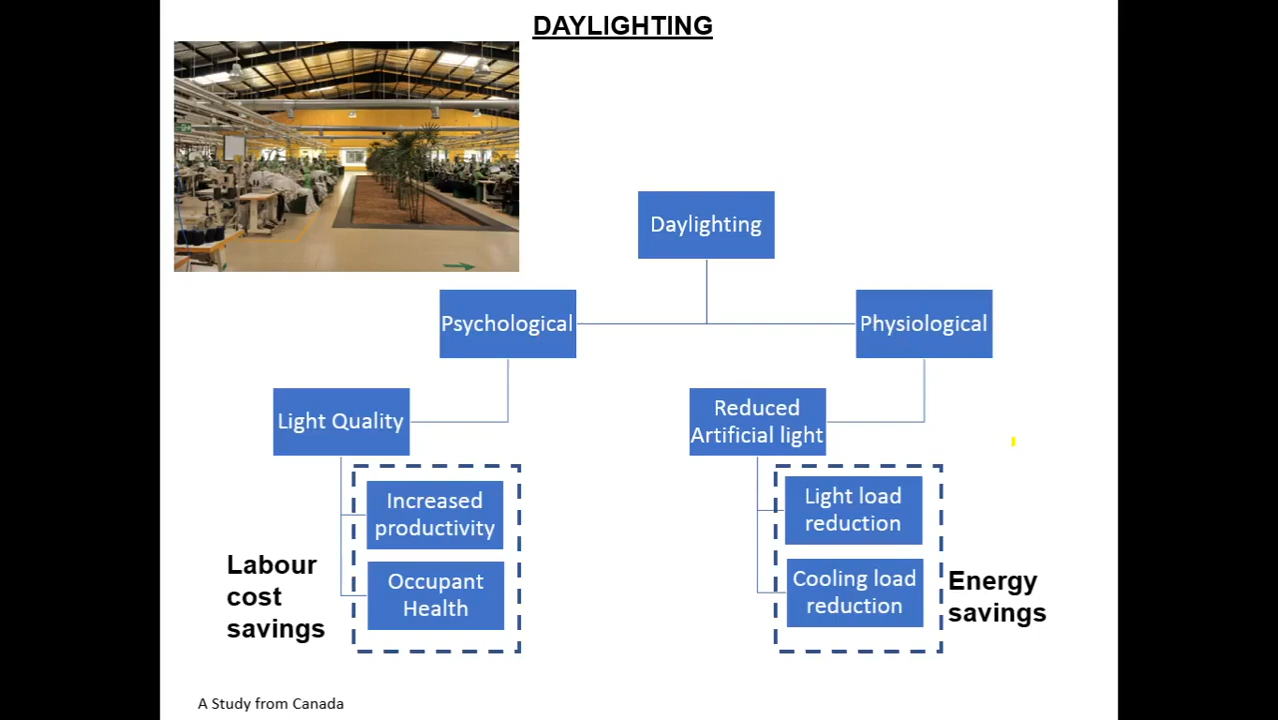 DAYLIGHTING
Daylighting
Psychological
Physiological
Light Quality
Reduced
Artificial light
Increased
productivity
Occupant
Health
Labour
cost
savings
Light load
reduction
Cooling load
reduction
Energy
savings
A Study from Canada